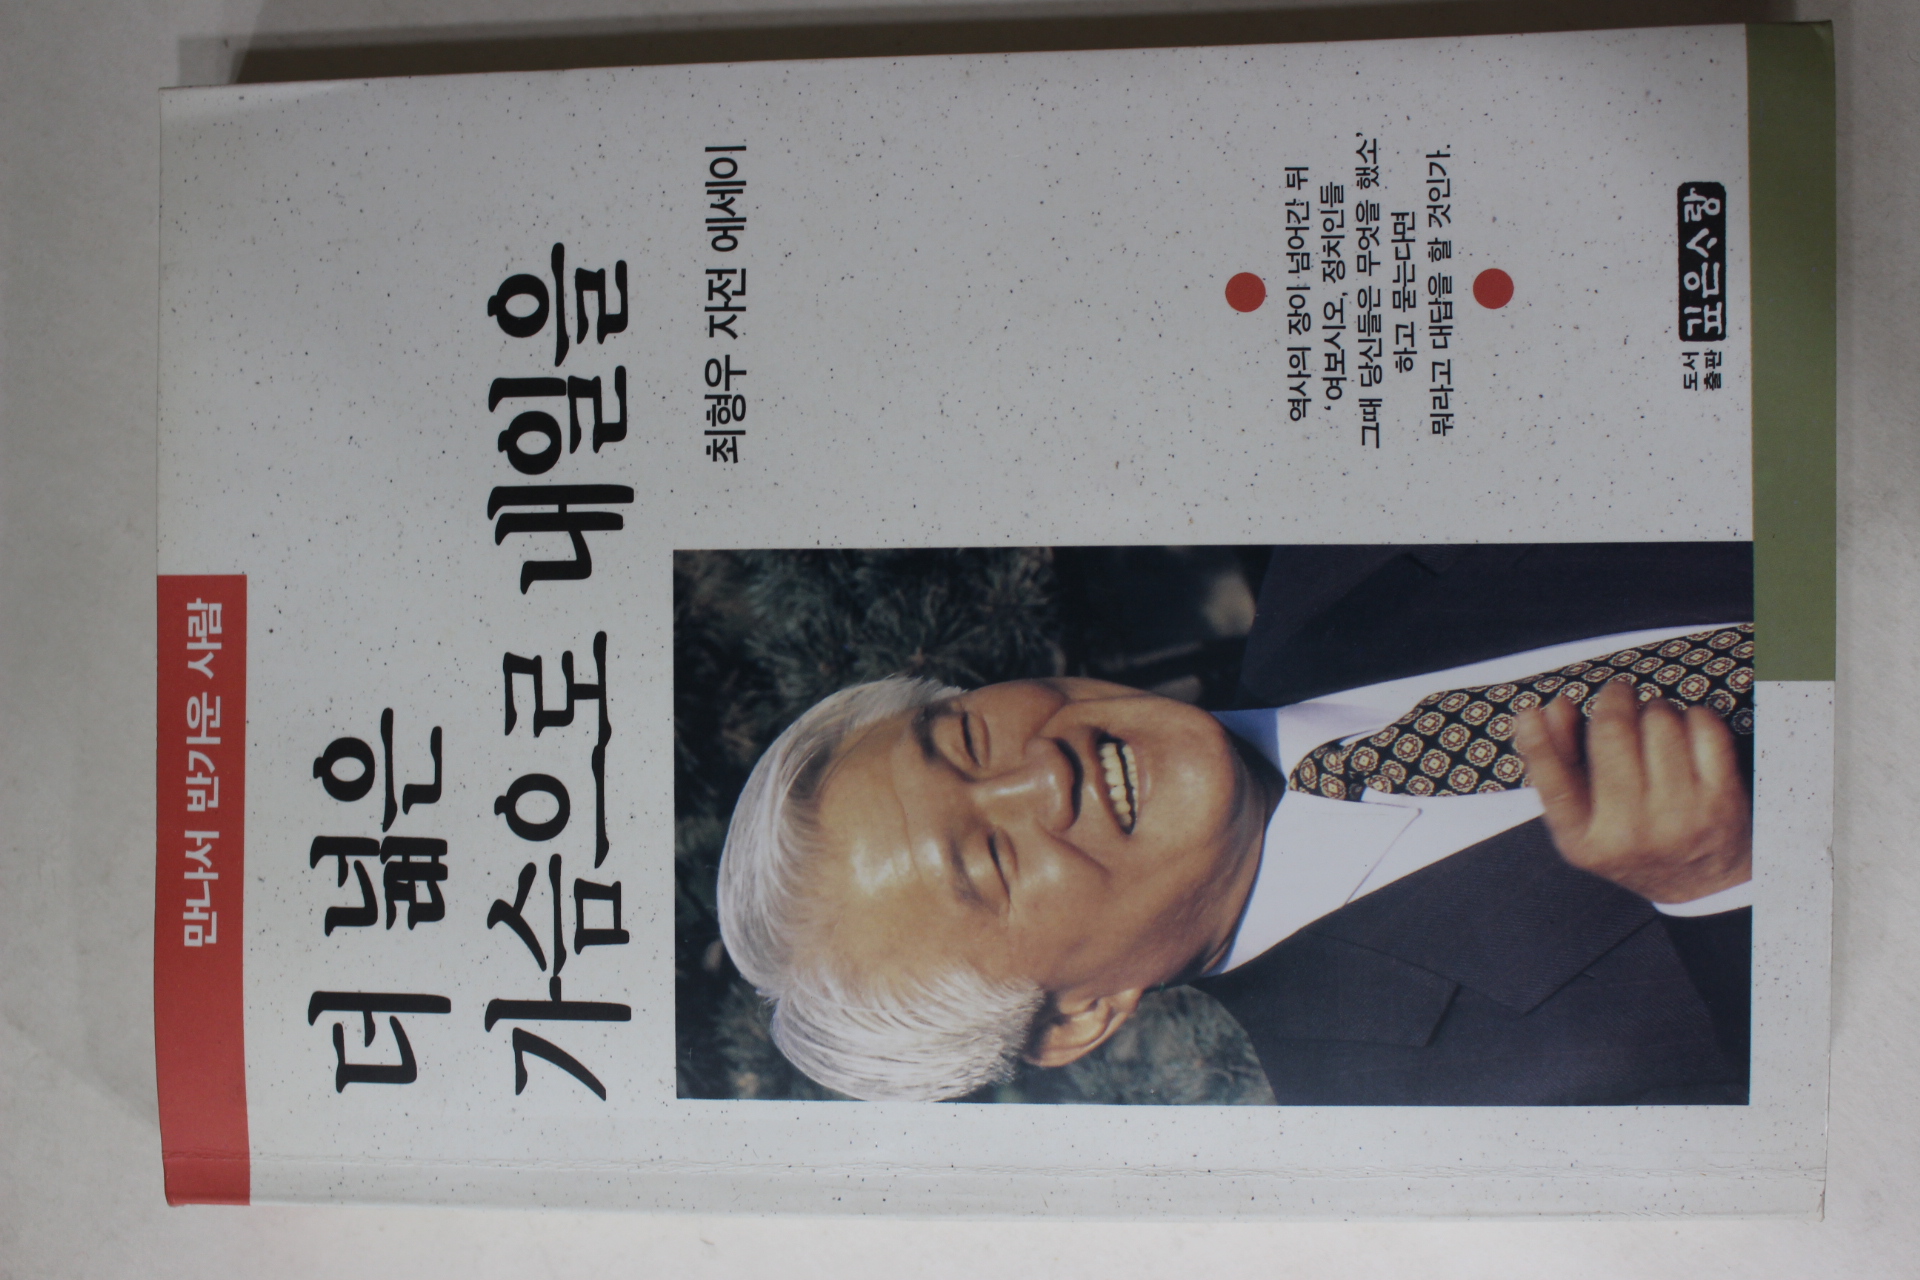 만나서 반가운 사람
더 넓은
가슴으로 내일을
최형우 자전 에세이
역사의 장이 넘어간 뒤
‘여보시오, 정치인들
그때 당신들은 무엇을 했소’
하고 묻는다면
뭐라고 대답을 할 것인가.
도서
출판
깊은사랑